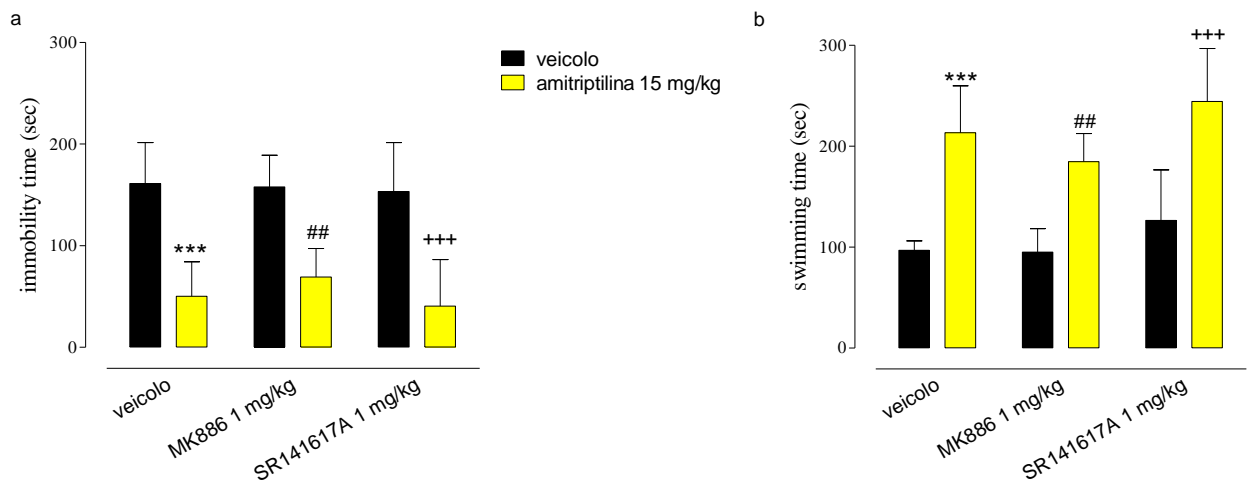 a
immobility time (sec)
300
200
100
0
***
##
+++
veicolo
MK886 1 mg/kg
SR141617A 1 mg/kg
veicolo
amitriptilina 15 mg/kg
b
swimming time (sec)
300
200
100
0
***
##
+++
veicolo
MK886 1 mg/kg
SR141617A 1 mg/kg